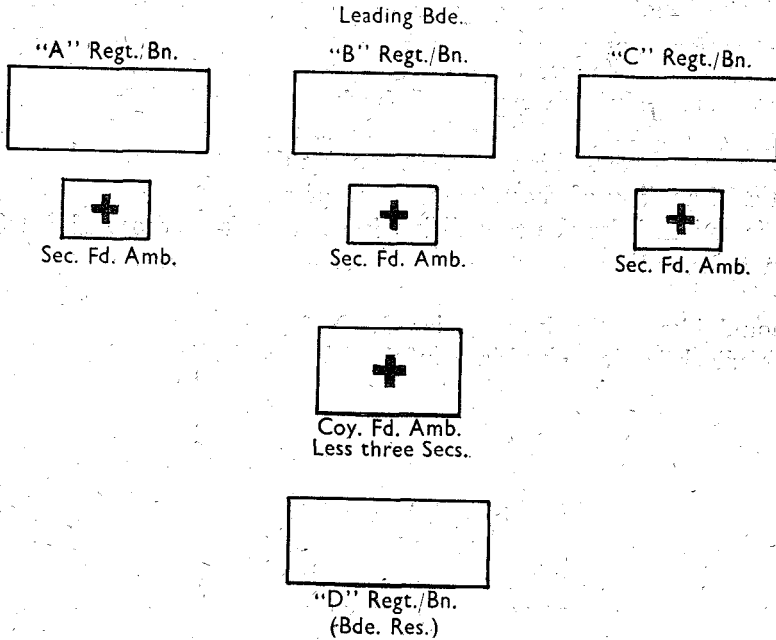 Leading Bde.
"A" Regt./Bn.
"B" Regt./Bn.
"C" Regt./Bn.
Sec. Fd. Amb.
Sec. Fd. Amb.
Sec. Fd. Amb.
Coy. Fd. Amb.
Less three Secs.
"D" Regt./Bn.
(Bde. Res.)